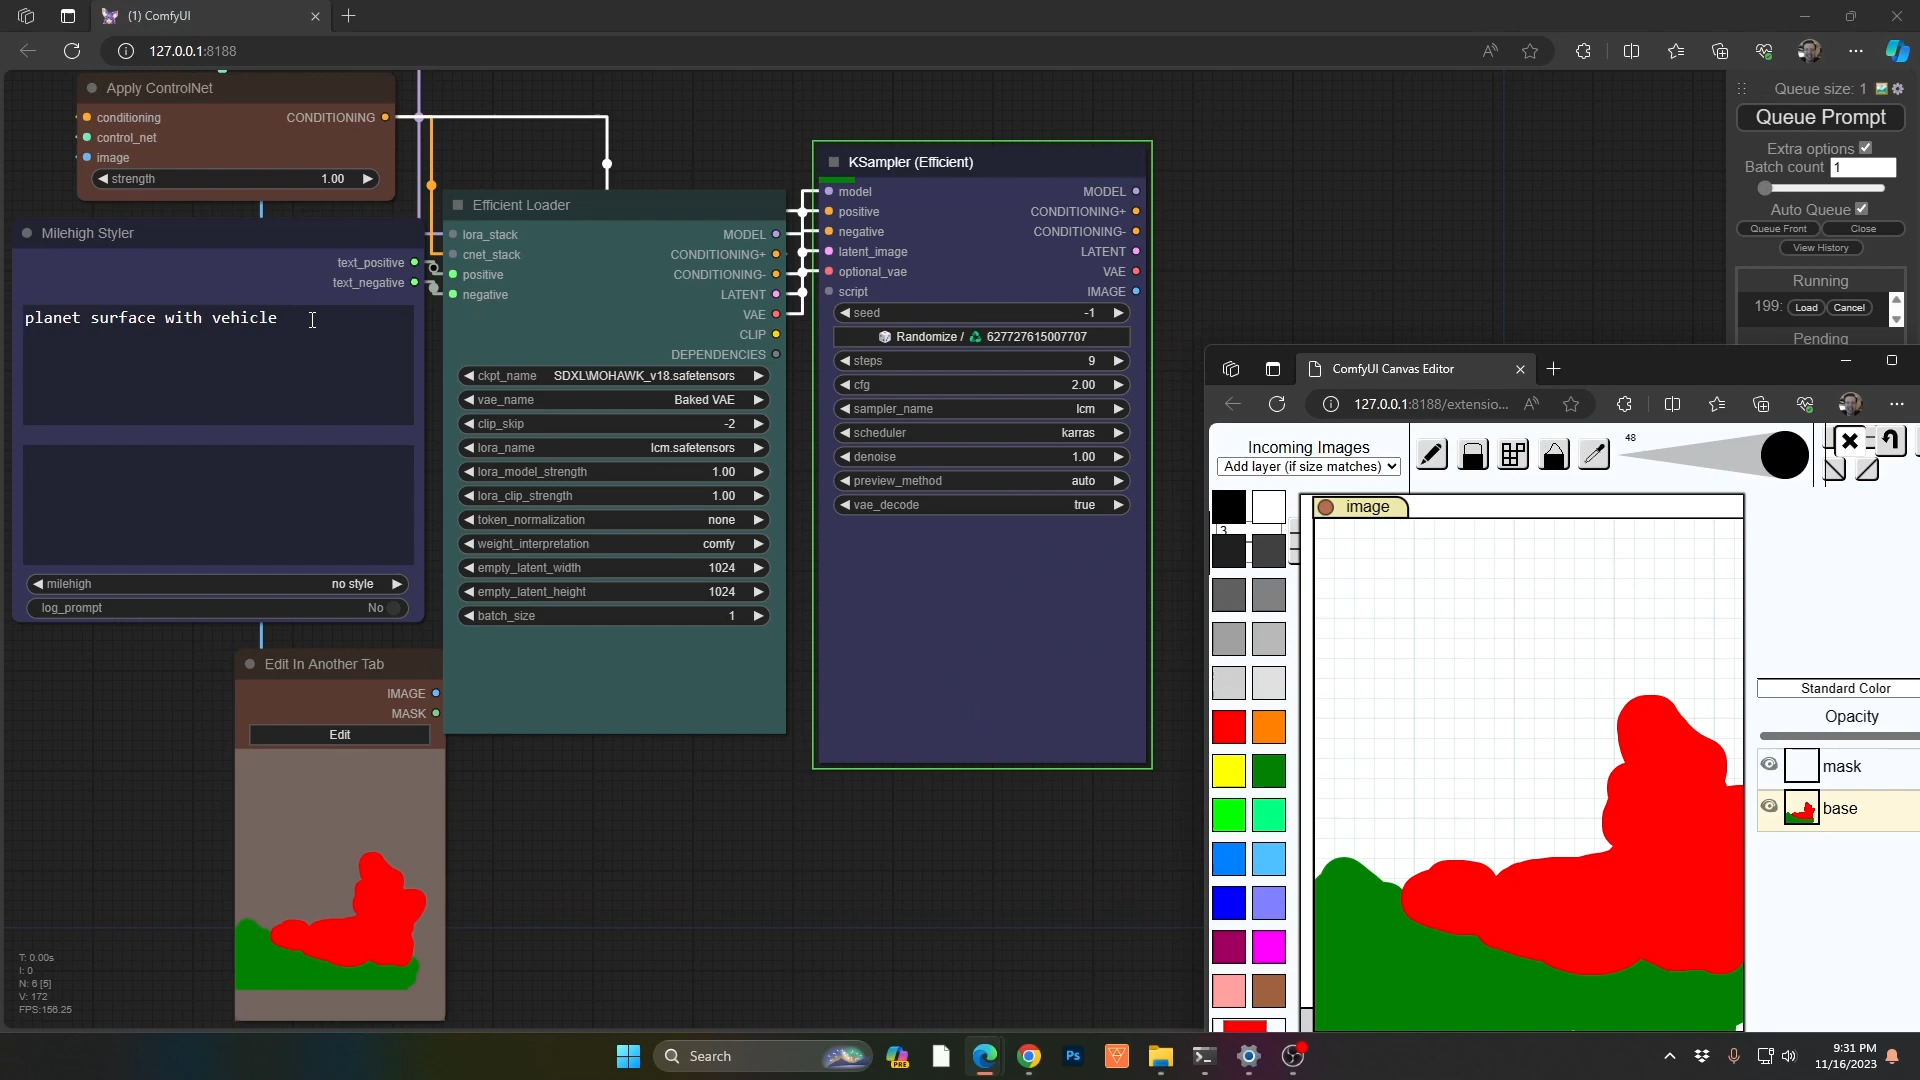 (1) ComfyUI
127.0.0.1:8188
Apply ControlNet
conditioning
CONDITIONING
control_net
image
strength 1.00
Milehigh Styler
text_positive
text_negative
planet surface with vehicle
milehigh no style
log_prompt No
Edit In Another Tab
IMAGE
MASK
Edit
Efficient Loader
lora_stack MODEL
cnet_stack CONDITIONING+
positive CONDITIONING-
negative LATENT
VAE
CLIP
DEPENDENCIES
ckpt_name SDXL\MOHAWK_v18.safetensors
vae_name Baked VAE
clip_skip -2
lora_name lcm.safetensors
lora_model_strength 1.00
lora_clip_strength 1.00
token_normalization none
weight_interpretation comfy
empty_latent_width 1024
empty_latent_height 1024
batch_size 1
KSampler (Efficient)
model MODEL
positive CONDITIONING+
negative CONDITIONING-
latent_image LATENT
optional_vae VAE
script IMAGE
seed -1
Randomize / 627727615007707
steps 9
cfg 2.00
sampler_name lcm
scheduler karras
denoise 1.00
preview_method auto
vae_decode true
Queue size: 1
Queue Prompt
Extra options
Batch count 1
Auto Queue
Queue Front Close
View History
Running
199: Load Cancel
Pending
ComfyUI Canvas Editor
127.0.0.1:8188/extensio...
Incoming Images
Add layer (if size matches)
48
3
image
Standard Color
Opacity
mask
base
T: 0.00s
I: 0
N: 6 [5]
V: 172
FPS:156.25
Search
PRE
Ps
9:31 PM
11/16/2023